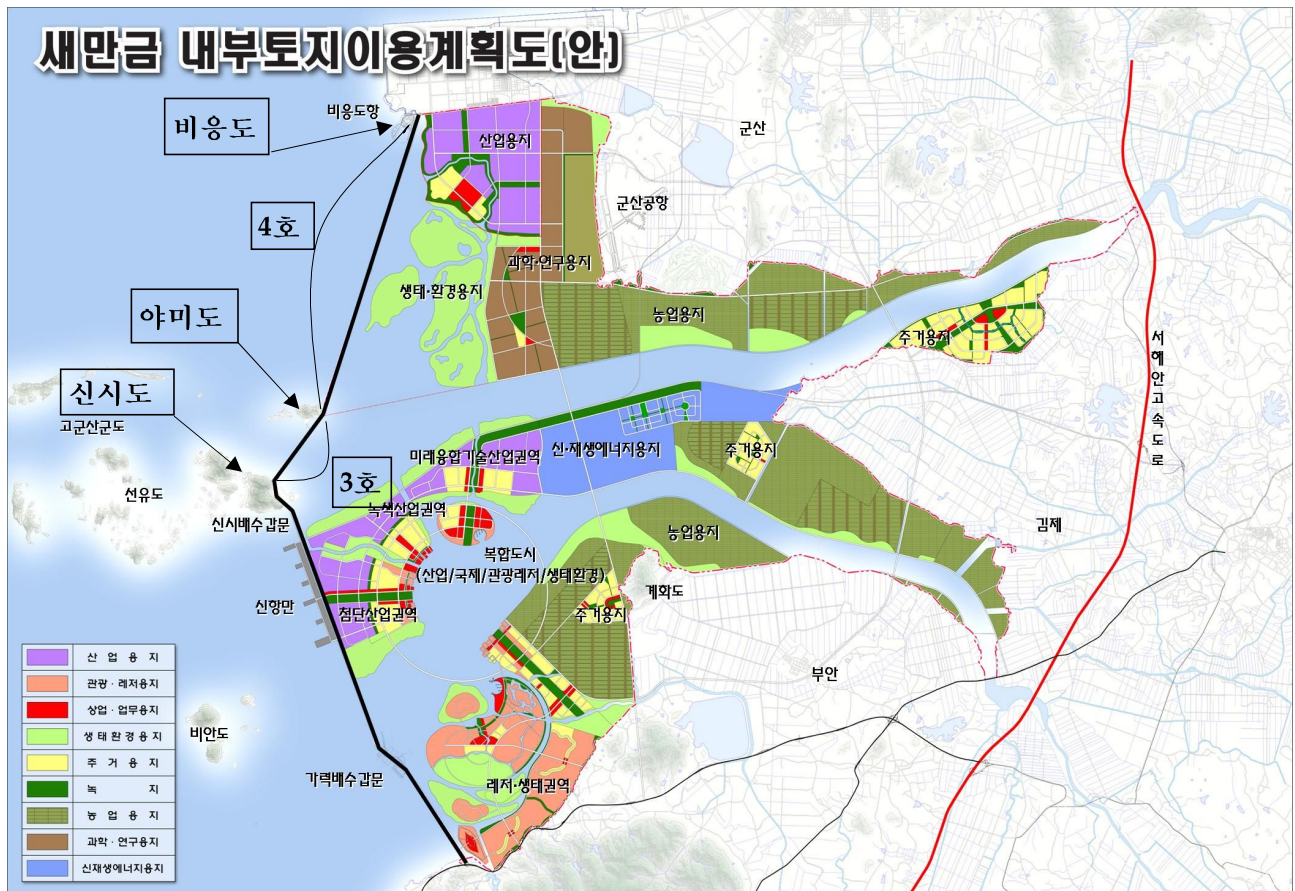 새만금 내부토지이용계획도(안)
비응도
비응도항
산업용지
군산
군산공항
4호
과학·연구용지
생태·환경용지
농업용지
야미도
주거용지
서해안고속도로
신시도
고군산군도
미래융합기술산업권역
신·재생에너지용지
주거용지
3호
선유도
녹색산업권역
신시배수갑문
농업용지
김제
복합도시
(산업/국제/관광레저/생태환경)
계화도
신항만
첨단산업권역
주거용지
부안
비안도
가력배수갑문
레저·생태권역
산업용지
관광·레저용지
상업·업무용지
생태환경용지
주거용지
녹지
농업용지
과학·연구용지
신재생에너지용지